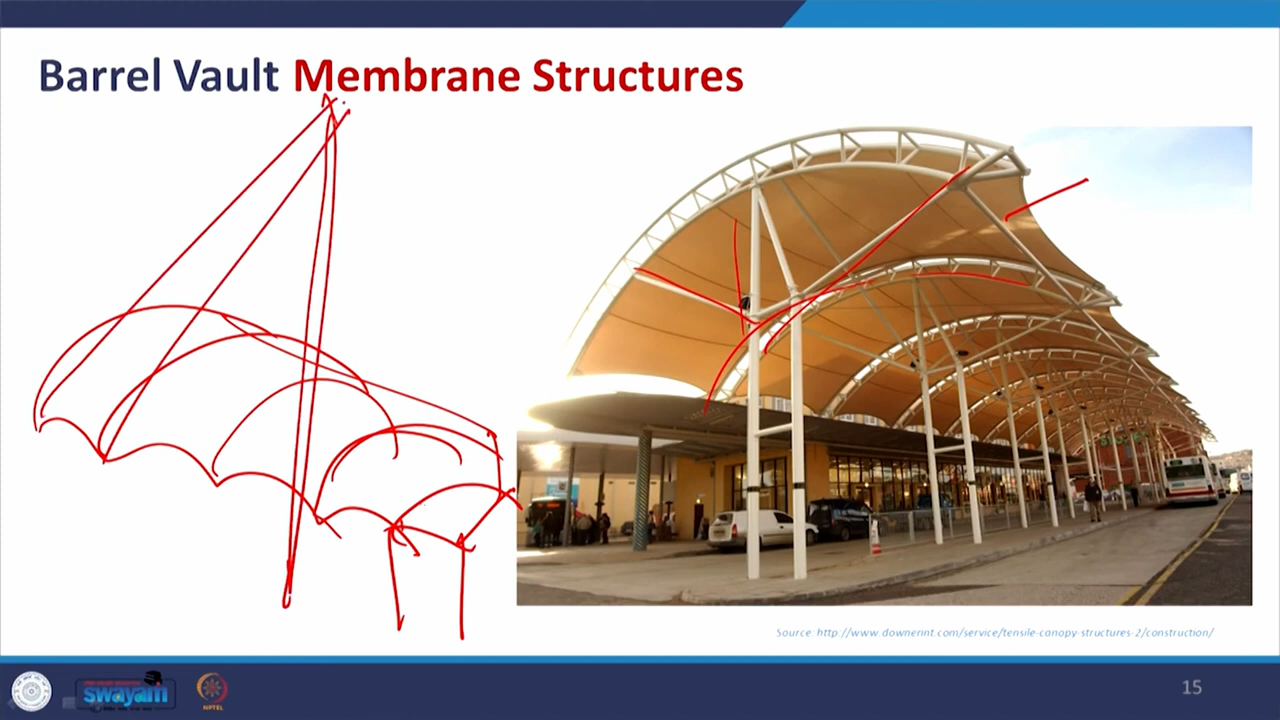 Barrel Vault Membrane Structures
Source: http://www.downerint.com/service/tensile-canopy-structures-2/construction/
swayam
NPTEL
15